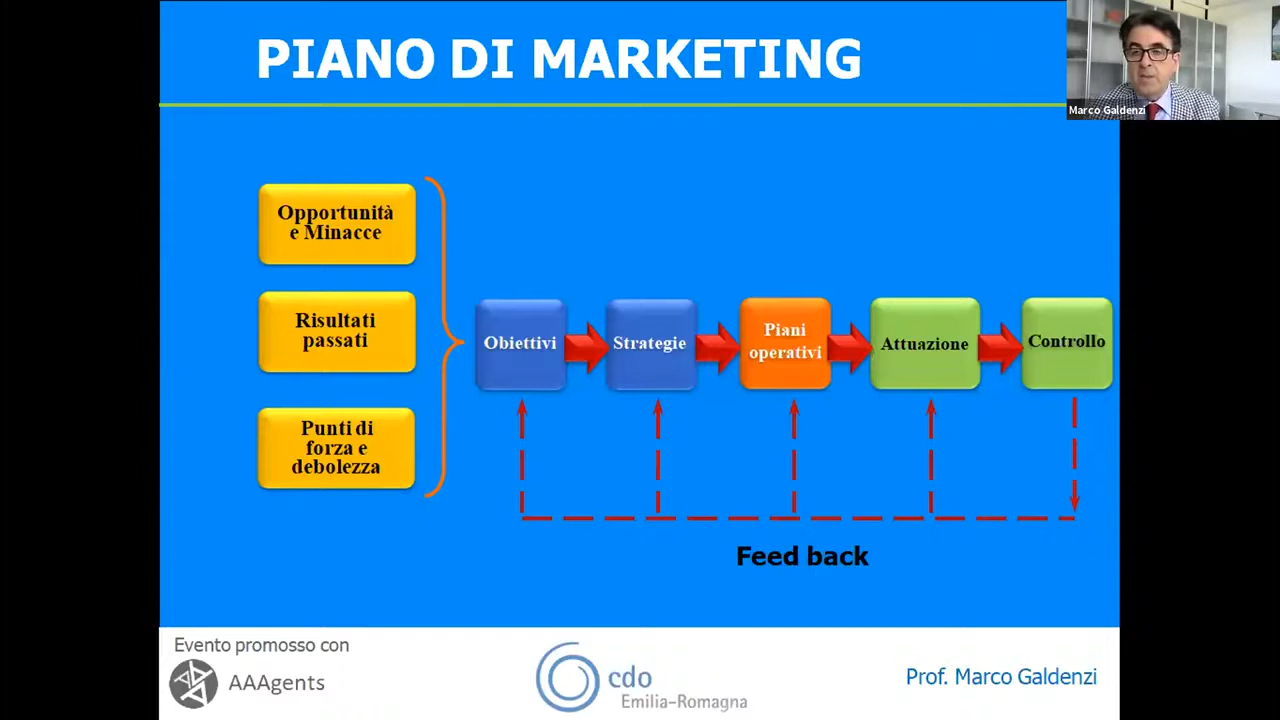 PIANO DI MARKETING
Marco Galdenzi
Opportunità
e Minacce
Risultati
passati
Punti di
forza e
debolezza
Obiettivi
Strategie
Piani
operativi
Attuazione
Controllo
Feed back
Evento promosso con
AAAgents
cdo
Emilia-Romagna
Prof. Marco Galdenzi